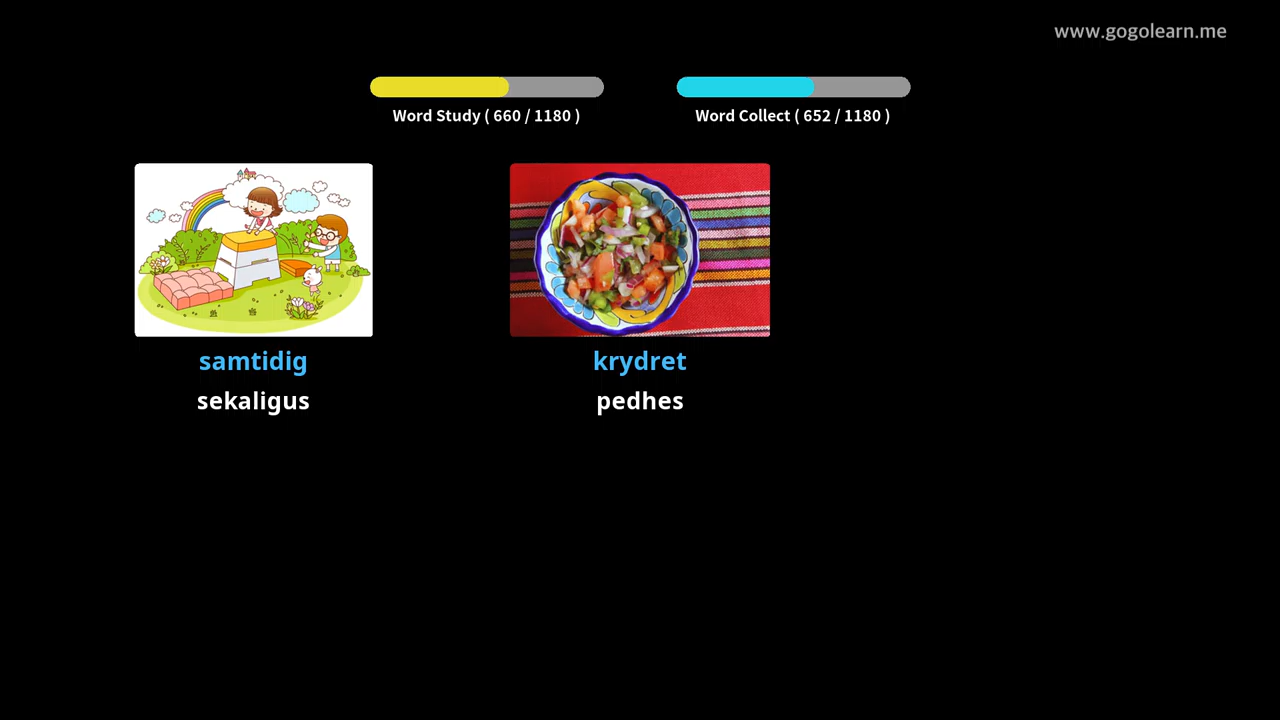 www.gogolearn.me
Word Study ( 660 / 1180 )
Word Collect ( 652 / 1180 )
samtidig
sekaligus
krydret
pedhes